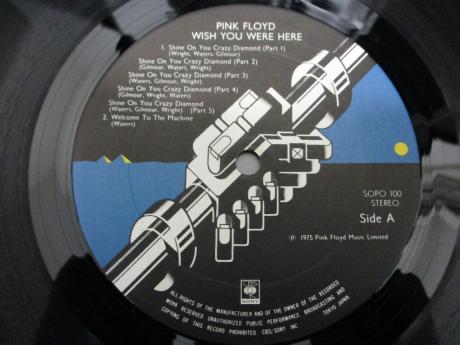 PINK FLOYD
WISH YOU WERE HERE
1. Shine On You Crazy Diamond (Part 1)
(Wright, Waters, Gilmour)
Shine On You Crazy Diamond (Part 2)
(Gilmour, Waters, Wright)
Shine On You Crazy Diamond (Part 3)
(Waters, Gilmour, Wright)
Shine On You Crazy Diamond (Part 4)
(Gilmour, Wright, Waters)
Shine On You Crazy Diamond
(Waters, Gilmour, Wright) (Part 5)
2. Welcome To The Machine
(Waters)
SOPO 100
STEREO
Side A
℗ 1975 Pink Floyd Music Limited
CBS
SONY
ALL RIGHTS OF THE MANUFACTURER AND OF THE OWNER OF THE RECORDED
WORK RESERVED UNAUTHORIZED PUBLIC PERFORMANCE, BROADCASTING AND
COPYING OF THIS RECORD PROHIBITED. CBS/SONY INC. TOKYO JAPAN